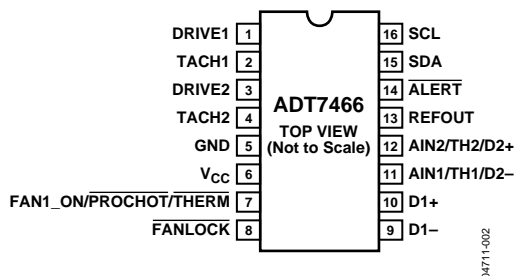 DRIVE1 1
TACH1 2
DRIVE2 3
TACH2 4
GND 5
VCC 6
FAN1_ON/PROCHOT/THERM 7
FANLOCK 8
ADT7466
TOP VIEW
(Not to Scale)
16 SCL
15 SDA
14 ALERT
13 REFOUT
12 AIN2/TH2/D2+
11 AIN1/TH1/D2–
10 D1+
9 D1–
04711-002